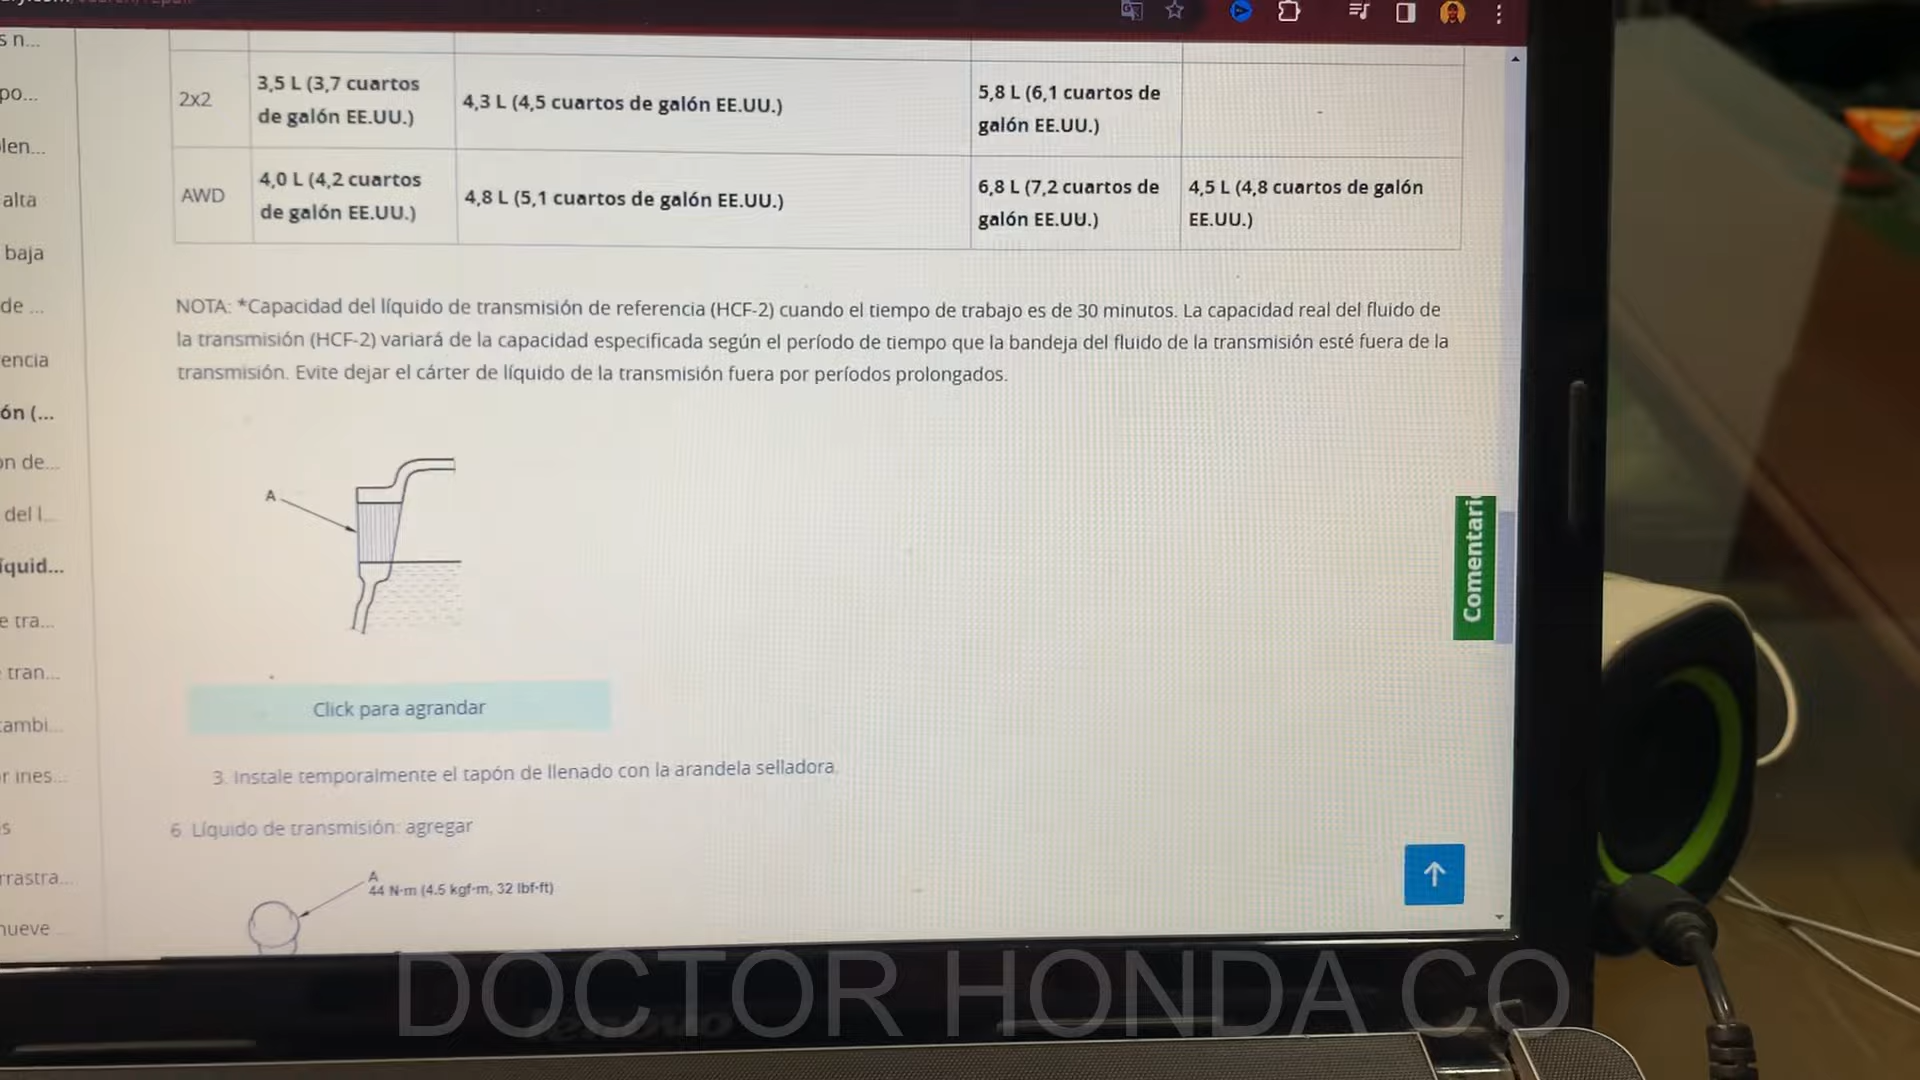 s n...
po...
len...
alta
baja
de ...
encia
ón (...
on de...
del l...
íquid...
e tra...
tran...
cambi...
r ines...
s
rrastra...
nueve
2x2
3,5 L (3,7 cuartos
de galón EE.UU.)
4,3 L (4,5 cuartos de galón EE.UU.)
5,8 L (6,1 cuartos de
galón EE.UU.)
-
AWD
4,0 L (4,2 cuartos
de galón EE.UU.)
4,8 L (5,1 cuartos de galón EE.UU.)
6,8 L (7,2 cuartos de
galón EE.UU.)
4,5 L (4,8 cuartos de galón
EE.UU.)
NOTA: *Capacidad del líquido de transmisión de referencia (HCF-2) cuando el tiempo de trabajo es de 30 minutos. La capacidad real del fluido de
la transmisión (HCF-2) variará de la capacidad especificada según el período de tiempo que la bandeja del fluido de la transmisión esté fuera de la
transmisión. Evite dejar el cárter de líquido de la transmisión fuera por períodos prolongados.
A
Click para agrandar
Comentari
3. Instale temporalmente el tapón de llenado con la arandela selladora.
6. Líquido de transmisión: agregar
A
44 N·m (4.5 kgf·m, 32 lbf·ft)
DOCTOR HONDA CO
lenovo